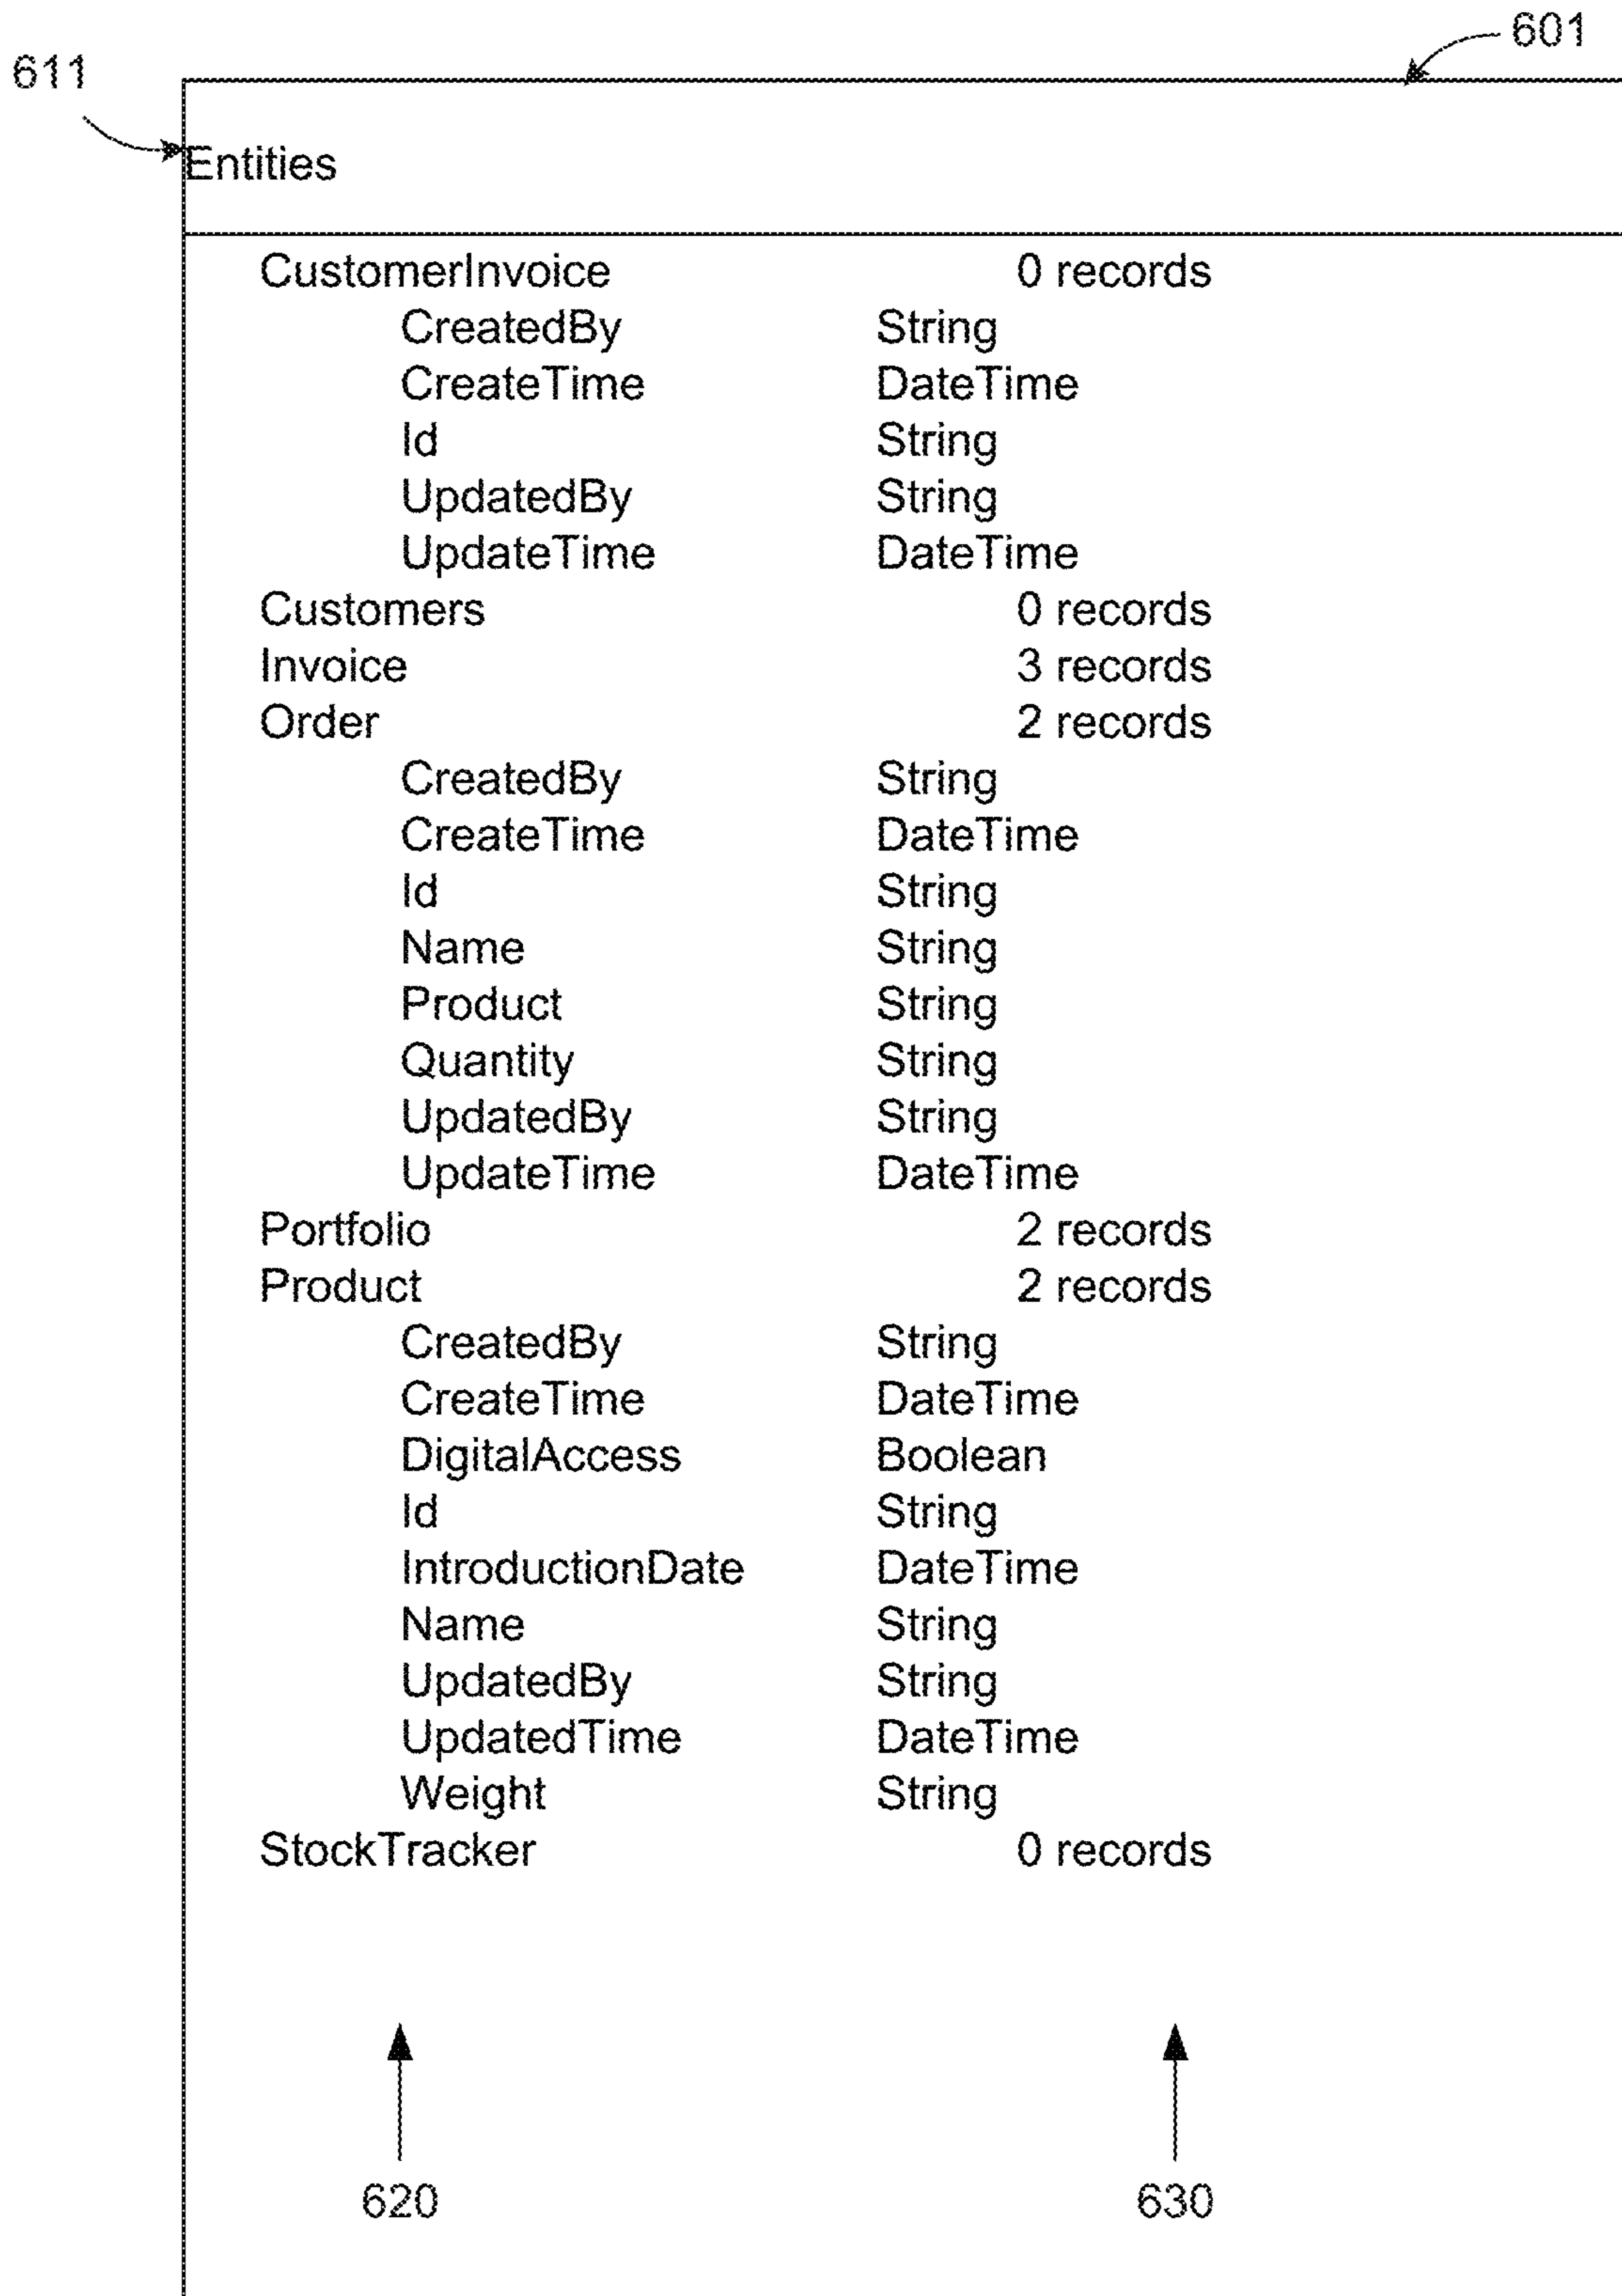 601
611
Entities
CustomerInvoice 0 records
CreatedBy String
CreateTime DateTime
Id String
UpdatedBy String
UpdateTime DateTime
Customers 0 records
Invoice 3 records
Order 2 records
CreatedBy String
CreateTime DateTime
Id String
Name String
Product String
Quantity String
UpdatedBy String
UpdateTime DateTime
Portfolio 2 records
Product 2 records
CreatedBy String
CreateTime DateTime
DigitalAccess Boolean
Id String
IntroductionDate DateTime
Name String
UpdatedBy String
UpdatedTime DateTime
Weight String
StockTracker 0 records
620 630